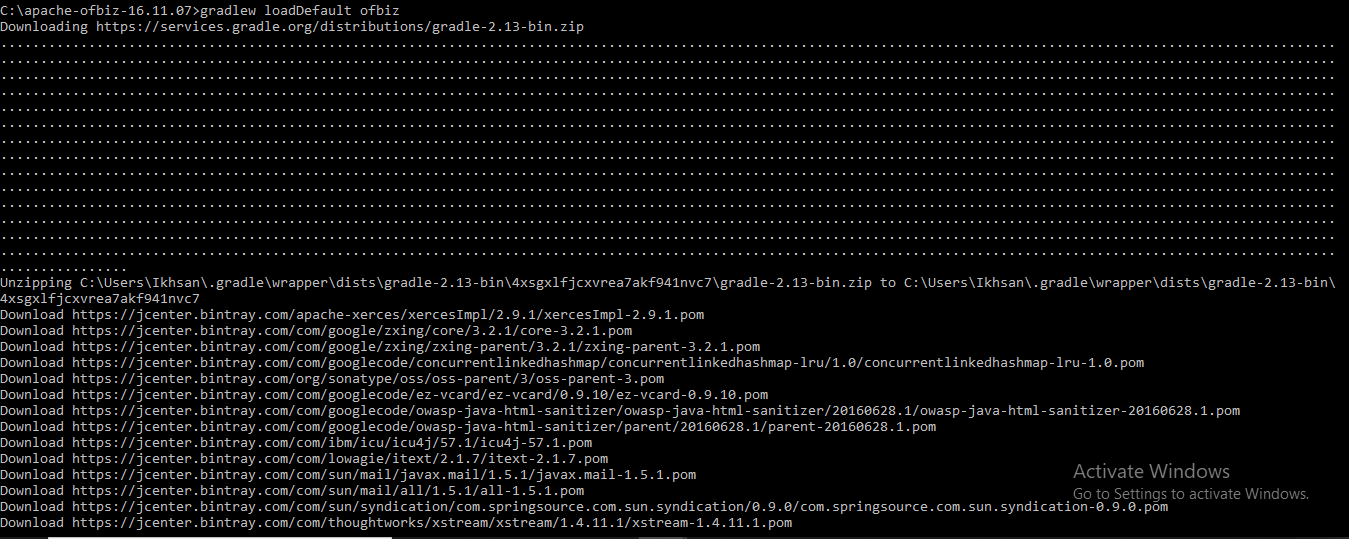 C:\apache-ofbiz-16.11.07>gradlew loadDefault ofbiz
Downloading https://services.gradle.org/distributions/gradle-2.13-bin.zip
Unzipping C:\Users\Ikhsan\.gradle\wrapper\dists\gradle-2.13-bin\4xsgxlfjcxvrea7akf941nvc7\gradle-2.13-bin.zip to C:\Users\Ikhsan\.gradle\wrapper\dists\gradle-2.13-bin\
4xsgxlfjcxvrea7akf941nvc7
Download https://jcenter.bintray.com/apache-xerces/xercesImpl/2.9.1/xercesImpl-2.9.1.pom
Download https://jcenter.bintray.com/com/google/zxing/core/3.2.1/core-3.2.1.pom
Download https://jcenter.bintray.com/com/google/zxing/zxing-parent/3.2.1/zxing-parent-3.2.1.pom
Download https://jcenter.bintray.com/com/googlecode/concurrentlinkedhashmap/concurrentlinkedhashmap-lru/1.0/concurrentlinkedhashmap-lru-1.0.pom
Download https://jcenter.bintray.com/org/sonatype/oss/oss-parent/3/oss-parent-3.pom
Download https://jcenter.bintray.com/com/googlecode/ez-vcard/ez-vcard/0.9.10/ez-vcard-0.9.10.pom
Download https://jcenter.bintray.com/com/googlecode/owasp-java-html-sanitizer/owasp-java-html-sanitizer/20160628.1/owasp-java-html-sanitizer-20160628.1.pom
Download https://jcenter.bintray.com/com/googlecode/owasp-java-html-sanitizer/parent/20160628.1/parent-20160628.1.pom
Download https://jcenter.bintray.com/com/ibm/icu/icu4j/57.1/icu4j-57.1.pom
Download https://jcenter.bintray.com/com/lowagie/itext/2.1.7/itext-2.1.7.pom
Download https://jcenter.bintray.com/com/sun/mail/javax.mail/1.5.1/javax.mail-1.5.1.pom
Download https://jcenter.bintray.com/com/sun/mail/all/1.5.1/all-1.5.1.pom
Download https://jcenter.bintray.com/com/sun/syndication/com.springsource.com.sun.syndication/0.9.0/com.springsource.com.sun.syndication-0.9.0.pom
Download https://jcenter.bintray.com/com/thoughtworks/xstream/xstream/1.4.11.1/xstream-1.4.11.1.pom
Activate Windows
Go to Settings to activate Windows.